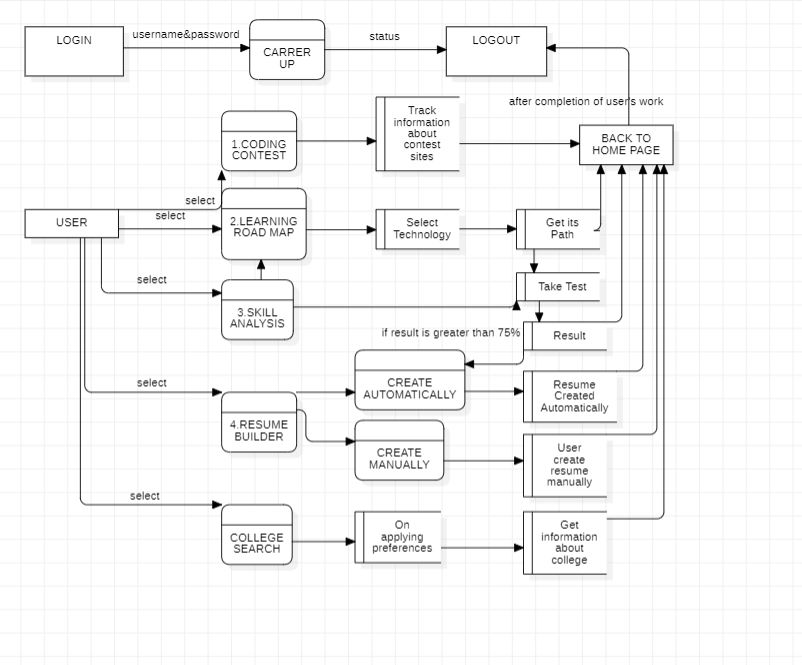 LOGIN
username&password
CARRER
UP
status
LOGOUT
after completion of user's work
BACK TO
HOME PAGE
1.CODING
CONTEST
Track
information
about
contest
sites
select
USER
select
2.LEARNING
ROAD MAP
Select
Technology
Get its
Path
select
3.SKILL
ANALYSIS
Take Test
if result is greater than 75%
Result
select
4.RESUME
BUILDER
CREATE
AUTOMATICALLY
Resume
Created
Automatically
CREATE
MANUALLY
User
create
resume
manually
select
COLLEGE
SEARCH
On
applying
preferences
Get
information
about
college